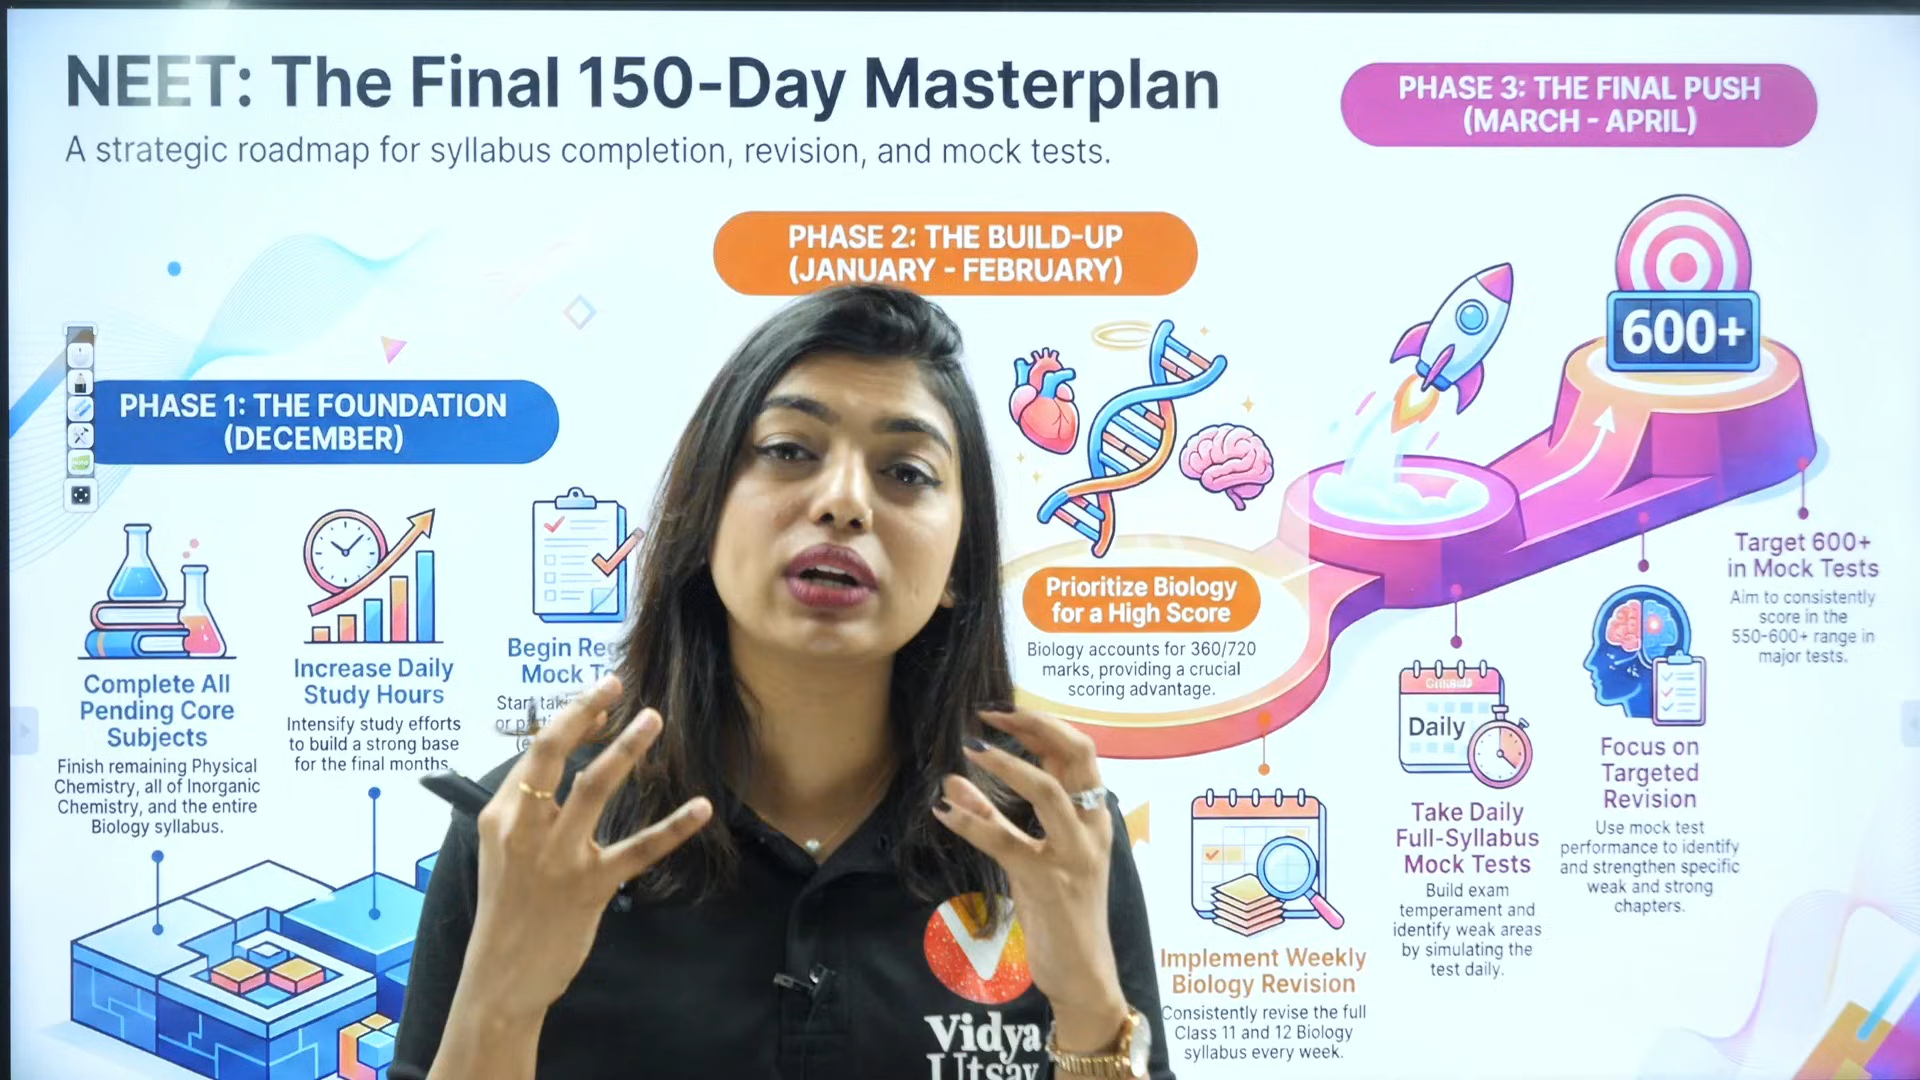 NEET: The Final 150-Day Masterplan
A strategic roadmap for syllabus completion, revision, and mock tests.
PHASE 1: THE FOUNDATION
(DECEMBER)
Complete All
Pending Core
Subjects
Finish remaining Physical
Chemistry, all of Inorganic
Chemistry, and the entire
Biology syllabus.
Increase Daily
Study Hours
Intensify study efforts
to build a strong base
for the final months.
Begin
Mock
Start
or
PHASE 2: THE BUILD-UP
(JANUARY - FEBRUARY)
Prioritize Biology
for a High Score
Biology accounts for 360/720
marks, providing a crucial
scoring advantage.
Implement Weekly
Biology Revision
Consistently revise the full
Class 11 and 12 Biology
syllabus every week.
PHASE 3: THE FINAL PUSH
(MARCH - APRIL)
600+
Daily
Take Daily
Full-Syllabus
Mock Tests
Build exam
temperament and
identify weak areas
by simulating the
test daily.
Focus on
Targeted
Revision
Use mock test
performance to identify
and strengthen specific
weak and strong
chapters.
Target 600+
in Mock Tests
Aim to consistently
score in the
550-600+ range in
major tests.
Vidya
Utsav